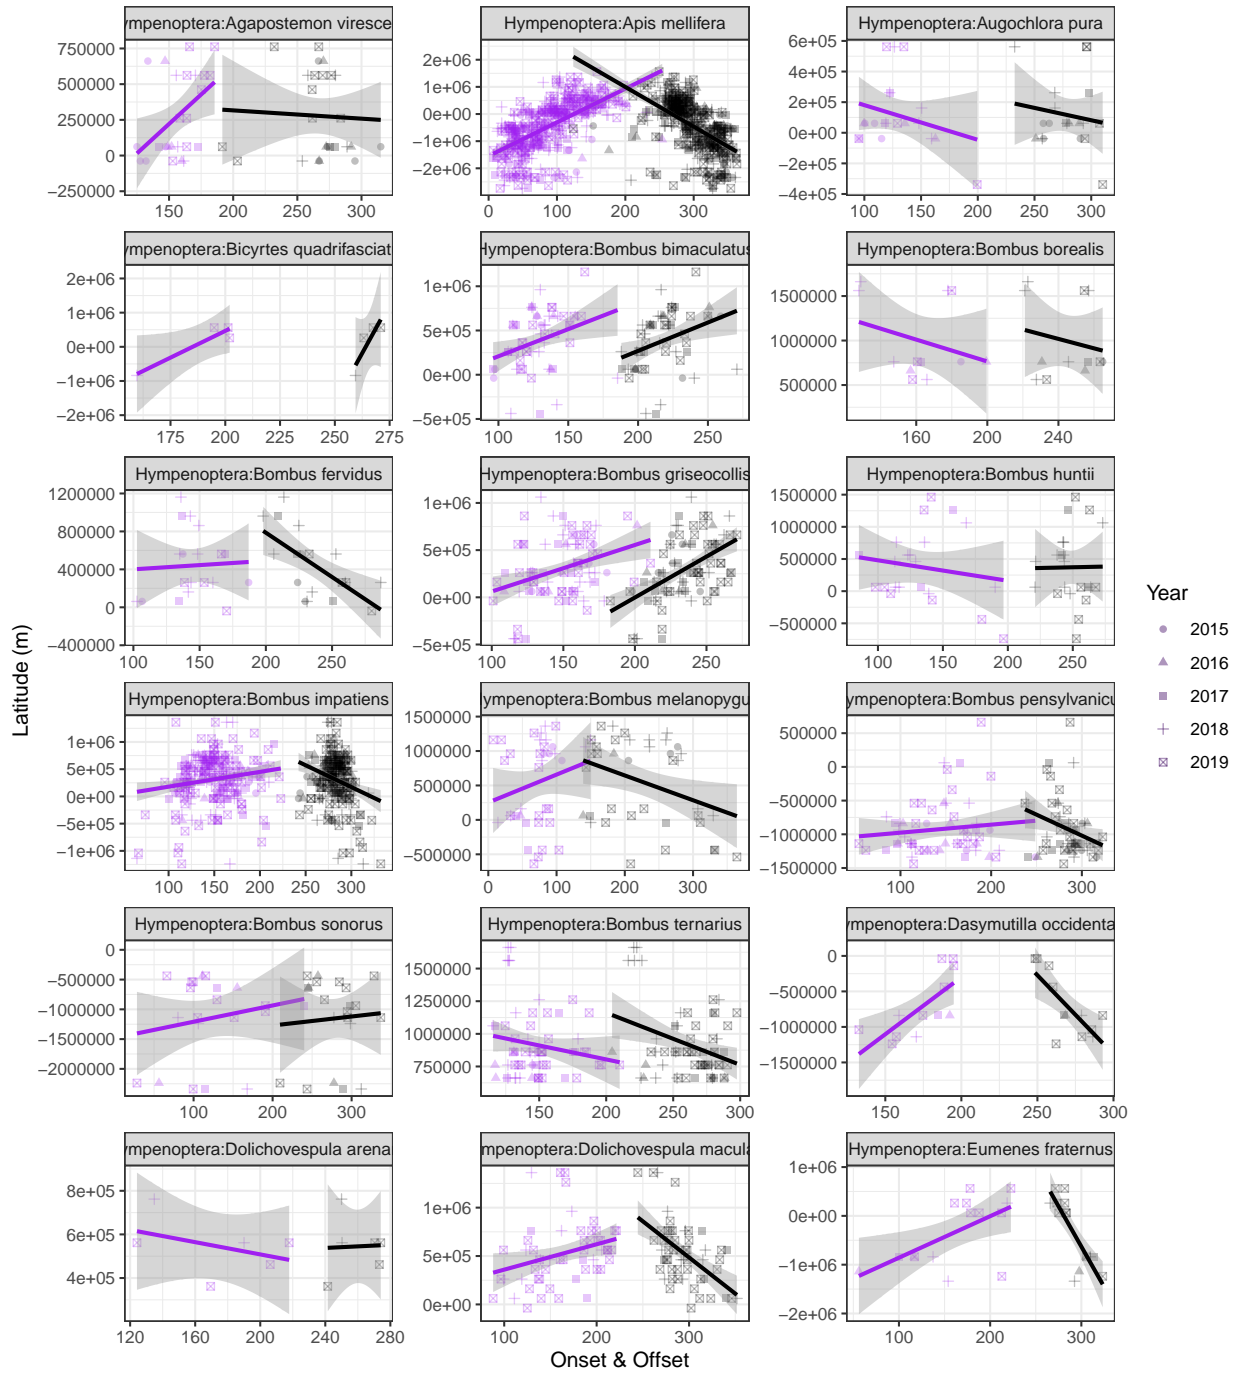 ympenoptera:Agapostemon viresce
Hympenoptera:Apis mellifera
Hympenoptera:Augochlora pura
750000
500000
250000
0
−250000
150
200
250
300
2e+06
1e+06
0e+00
−1e+06
−2e+06
0
100
200
300
6e+05
4e+05
2e+05
0e+00
−2e+05
−4e+05
100
150
200
250
300
ympenoptera:Bicyrtes quadrifasciat
Hympenoptera:Bombus bimaculatus
Hympenoptera:Bombus borealis
2e+06
1e+06
0e+00
−1e+06
−2e+06
175
200
225
250
275
1e+06
5e+05
0e+00
−5e+05
100
150
200
250
1500000
1000000
500000
160
200
240
Hympenoptera:Bombus fervidus
Hympenoptera:Bombus griseocollis
Hympenoptera:Bombus huntii
1200000
800000
400000
0
−400000
100
150
200
250
1e+06
5e+05
0e+00
−5e+05
100
150
200
250
1500000
1000000
500000
0
−500000
100
150
200
250
Hympenoptera:Bombus impatiens
ympenoptera:Bombus melanopygu
ympenoptera:Bombus pensylvanicu
1e+06
5e+05
0e+00
−5e+05
−1e+06
100
150
200
250
300
1500000
1000000
500000
0
−500000
0
100
200
300
500000
0
−500000
−1000000
−1500000
100
200
300
Hympenoptera:Bombus sonorus
Hympenoptera:Bombus ternarius
ympenoptera:Dasymutilla occidenta
0
−500000
−1000000
−1500000
−2000000
100
200
300
1500000
1250000
1000000
750000
150
200
250
300
0
−500000
−1000000
−1500000
150
200
250
300
ympenoptera:Dolichovespula arena
mpenoptera:Dolichovespula macula
Hympenoptera:Eumenes fraternus
8e+05
6e+05
4e+05
120
160
200
240
280
1e+06
5e+05
0e+00
100
200
300
1e+06
0e+00
−1e+06
−2e+06
100
200
300
Latitude (m)
Onset & Offset
Year
2015
2016
2017
2018
2019